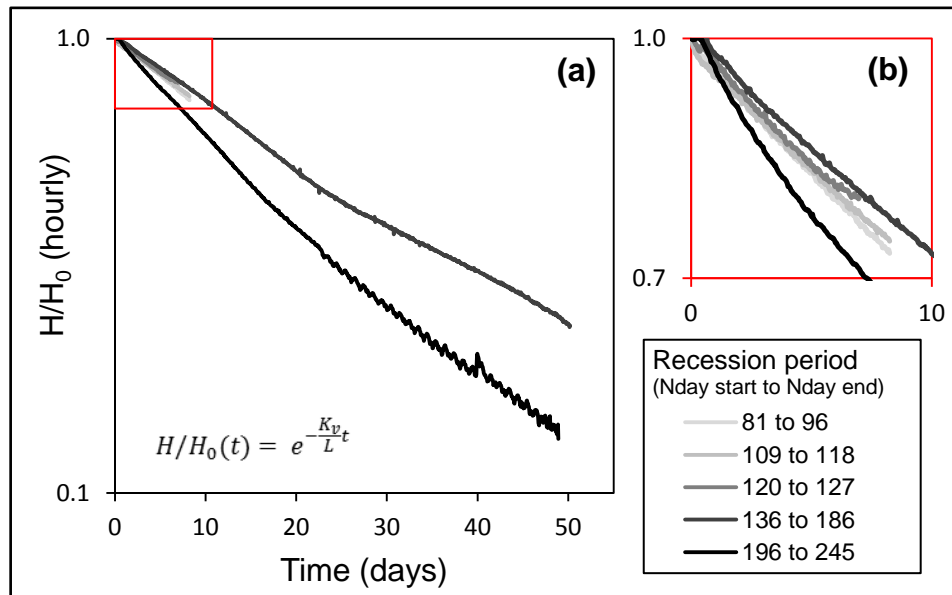 1.0
(a)
H/H₀ (hourly)
H/H₀(t) = e^{-\frac{K_v}{L}t}
0.1
0 10 20 30 40 50
Time (days)
1.0
(b)
0.7
0 10
Recession period
(Nday start to Nday end)
81 to 96
109 to 118
120 to 127
136 to 186
196 to 245